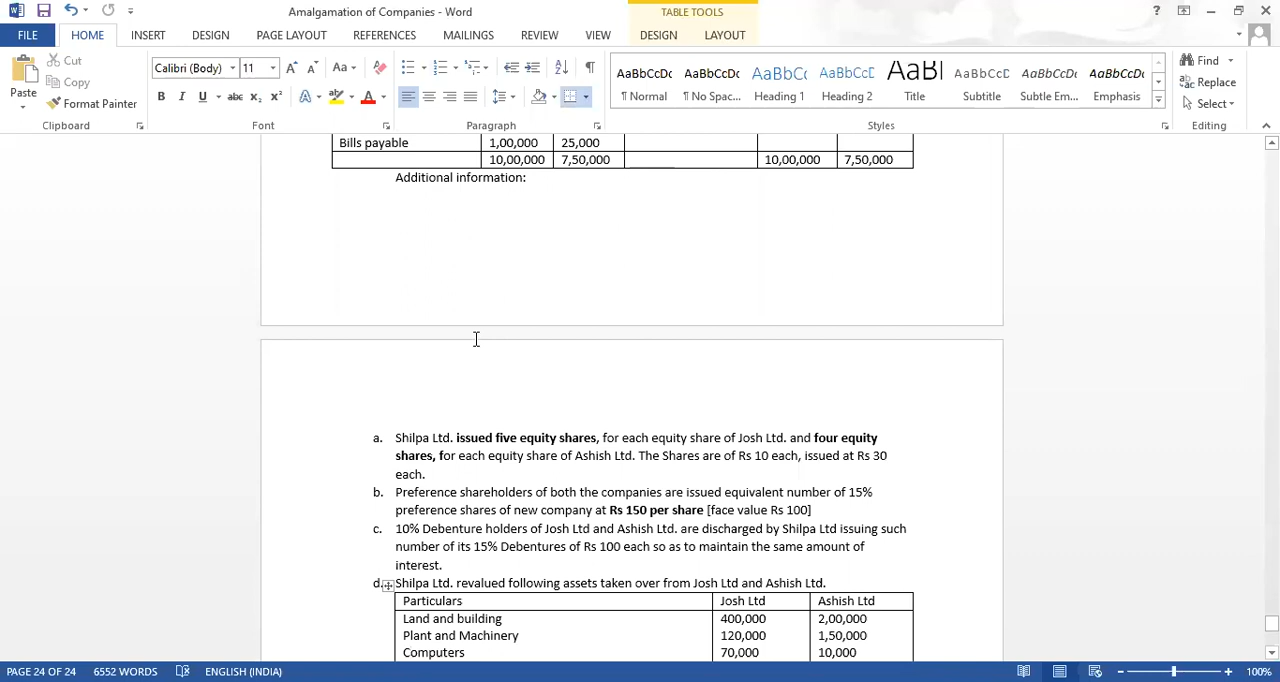 Amalgamation of Companies - Word
TABLE TOOLS
FILE HOME INSERT DESIGN PAGE LAYOUT REFERENCES MAILINGS REVIEW VIEW DESIGN LAYOUT
Paste
Cut
Copy
Format Painter
Clipboard
Calibri (Body) 11
Font
Paragraph
AaBbCcDc AaBbCcDc AaBbCc AaBbCcD AaBl AaBbCcD AaBbCcDc AaBbCcDc
¶ Normal ¶ No Spac... Heading 1 Heading 2 Title Subtitle Subtle Em... Emphasis
Styles
Find
Replace
Select
Editing
Bills payable 1,00,000 25,000
10,00,000 7,50,000 10,00,000 7,50,000
Additional information:
a. Shilpa Ltd. issued five equity shares, for each equity share of Josh Ltd. and four equity
shares, for each equity share of Ashish Ltd. The Shares are of Rs 10 each, issued at Rs 30
each.
b. Preference shareholders of both the companies are issued equivalent number of 15%
preference shares of new company at Rs 150 per share [face value Rs 100]
c. 10% Debenture holders of Josh Ltd and Ashish Ltd. are discharged by Shilpa Ltd issuing such
number of its 15% Debentures of Rs 100 each so as to maintain the same amount of
interest.
d. Shilpa Ltd. revalued following assets taken over from Josh Ltd and Ashish Ltd.
Particulars Josh Ltd Ashish Ltd
Land and building 400,000 2,00,000
Plant and Machinery 120,000 1,50,000
Computers 70,000 10,000
PAGE 24 OF 24 6552 WORDS ENGLISH (INDIA) 100%